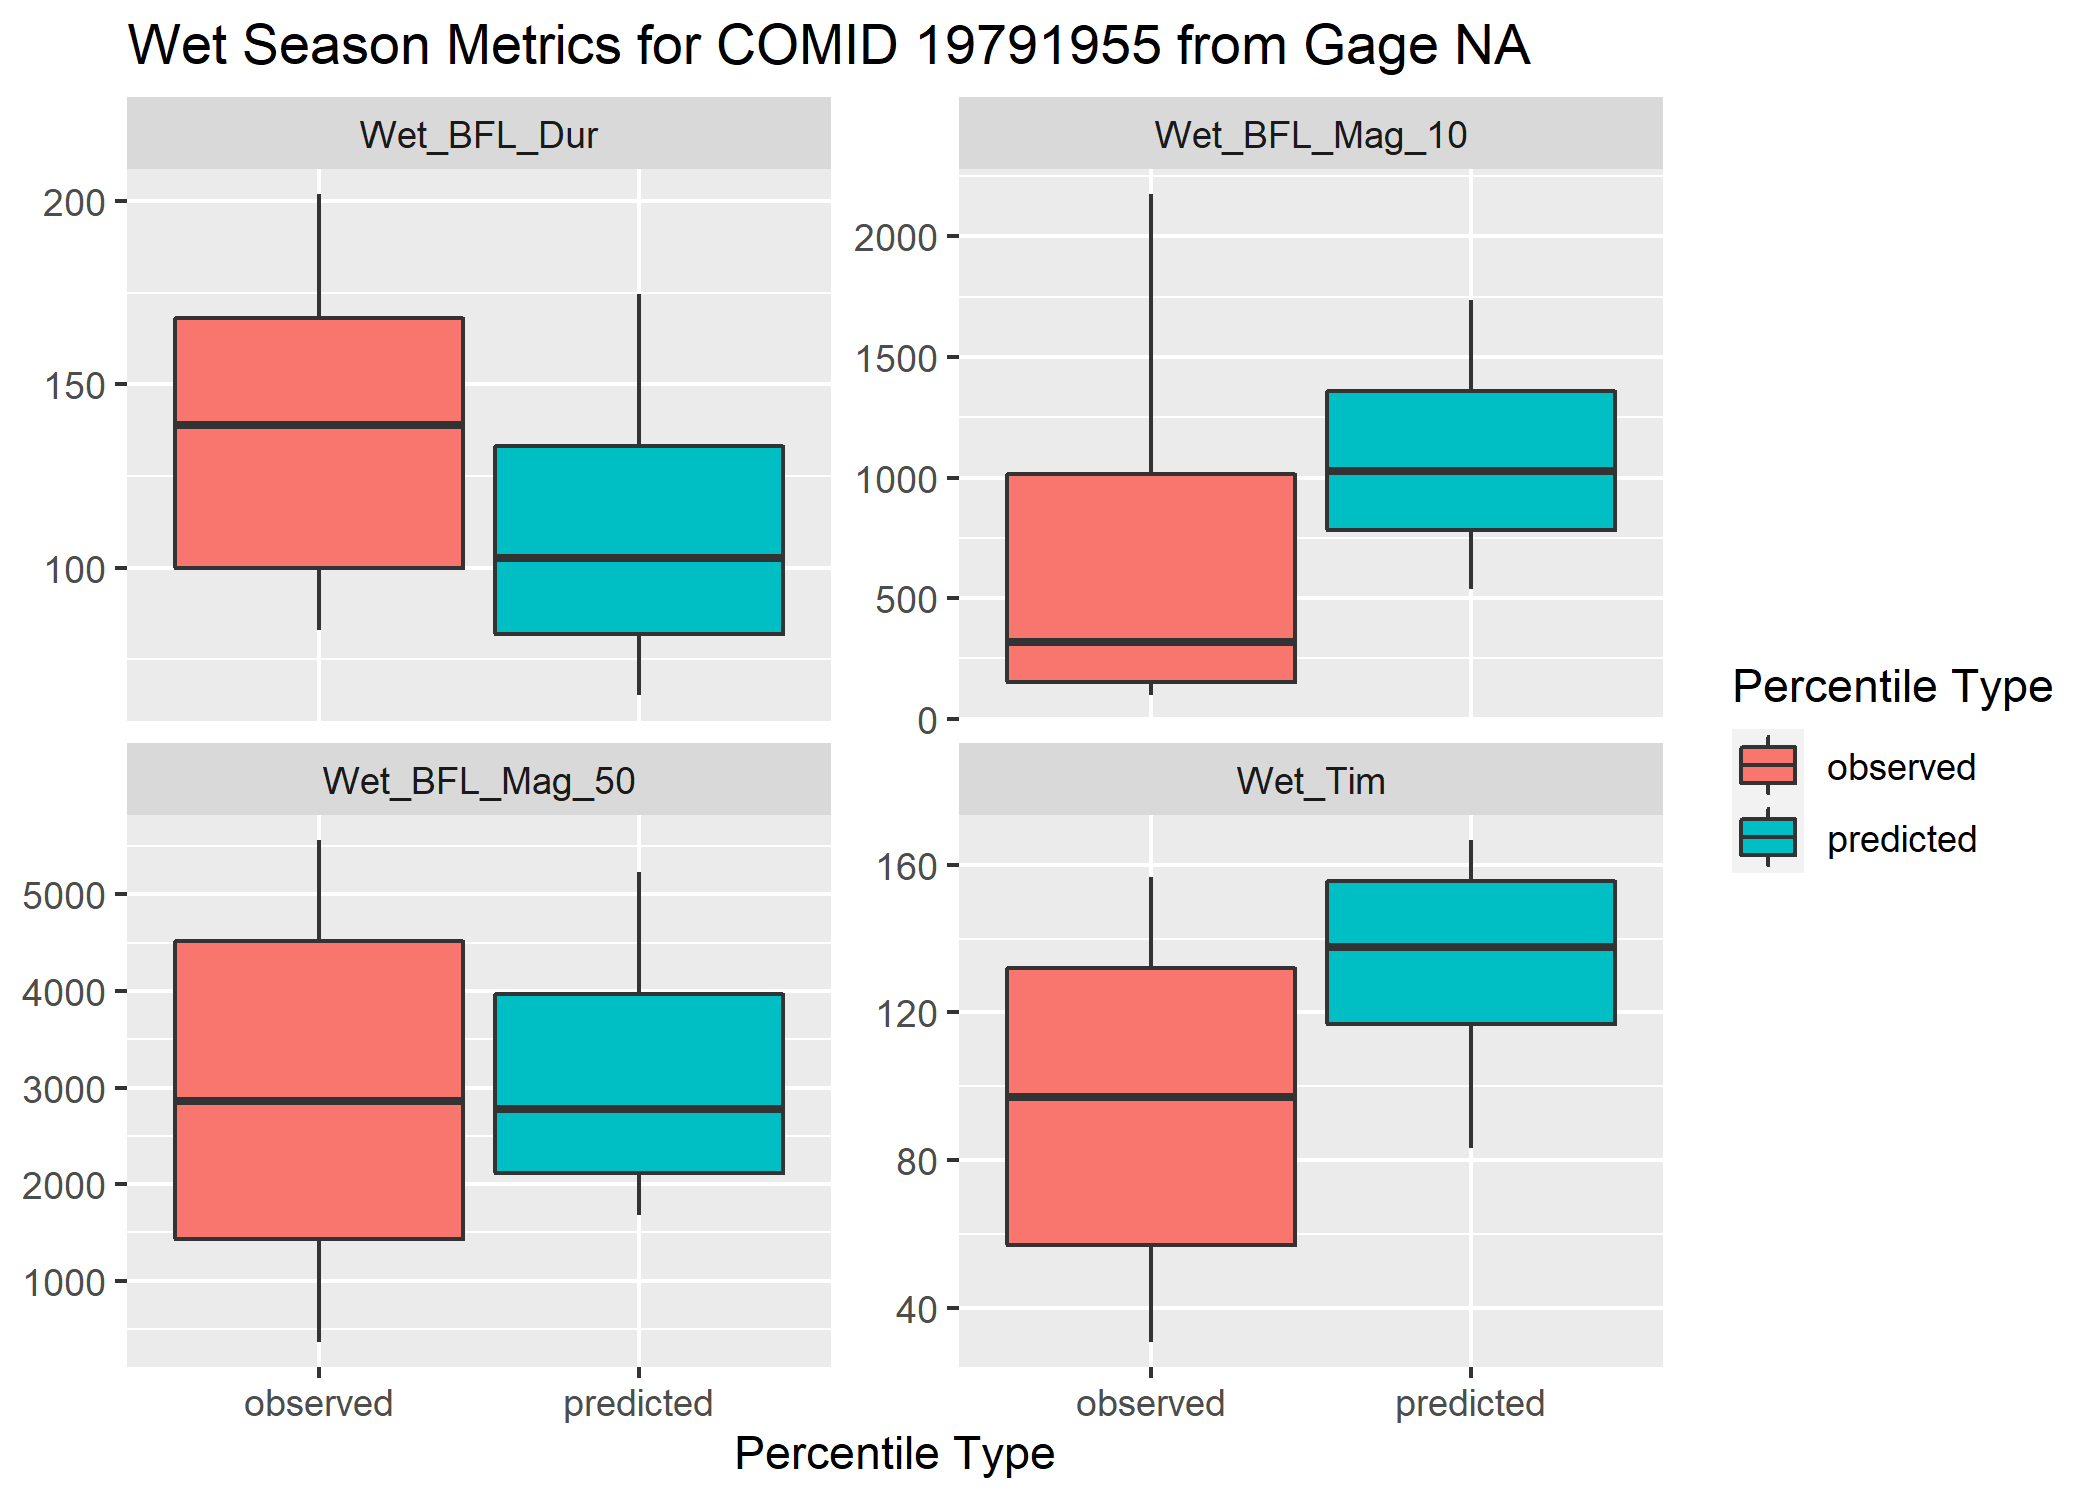 Wet Season Metrics for COMID 19791955 from Gage NA
Wet_BFL_Dur
200
150
100
Wet_BFL_Mag_10
2000
1500
1000
500
0
Wet_BFL_Mag_50
5000
4000
3000
2000
1000
Wet_Tim
160
120
80
40
observed
predicted
observed
predicted
Percentile Type
Percentile Type
observed
predicted